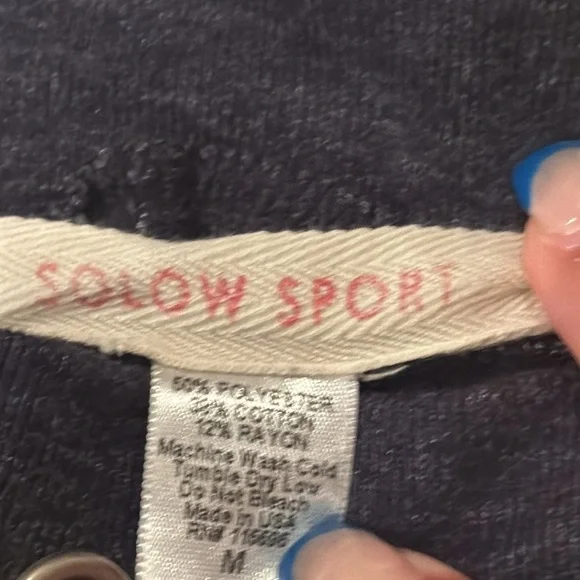 SOLOW SPORT
50% POLYESTER
38% COTTON
12% RAYON
Machine Wash Cold
Tumble Dry Low
Do Not Bleach
Made In USA
RN#
M